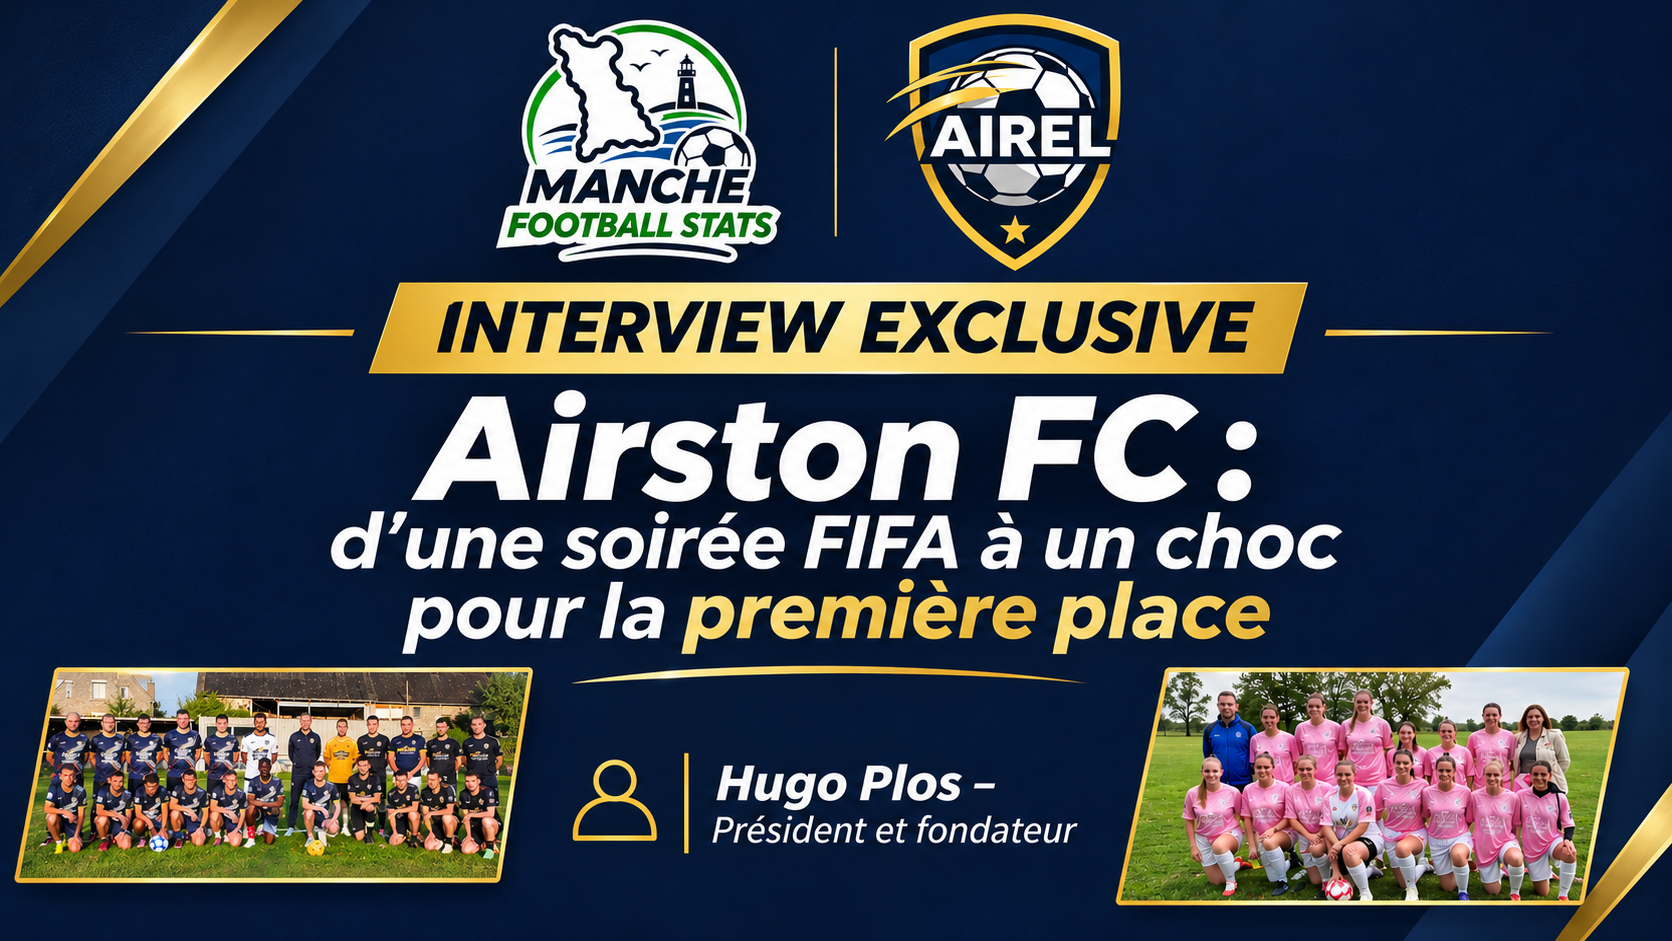 MANCHE
FOOTBALL STATS
AIREL
INTERVIEW EXCLUSIVE
Airston FC :
d'une soirée FIFA à un choc
pour la première place
Hugo Plos –
Président et fondateur